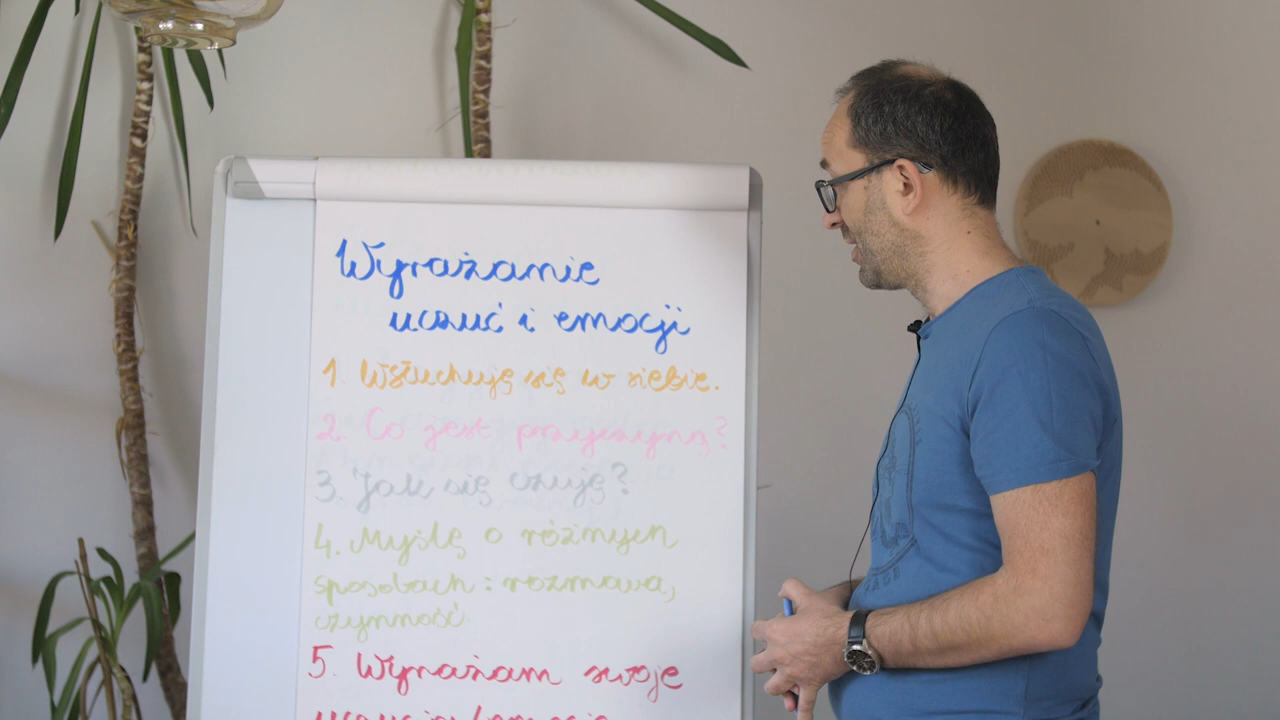 Wyrażanie
uczuć i emocji
1. Wsłuchuję się w siebie.
2. Co jest przyczyną?
3. Jak się czuję?
4. Myślę o różnych
sposobach: rozmowa,
czynność
5. Wyrażam swoje